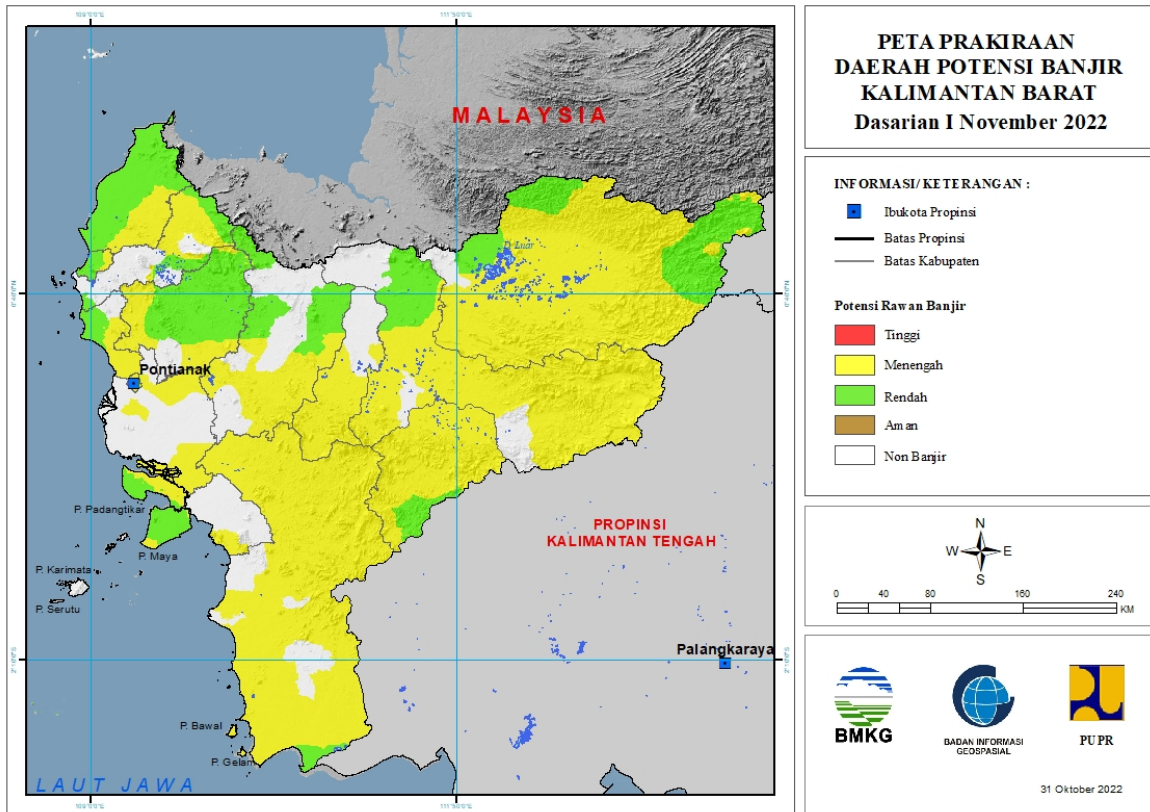 PETA PRAKIRAAN
DAERAH POTENSI BANJIR
KALIMANTAN BARAT
Dasarian I November 2022
INFORMASI/ KETERANGAN :
Ibukota Propinsi
Batas Propinsi
Batas Kabupaten
Potensi Rawan Banjir
Tinggi
Menengah
Rendah
Aman
Non Banjir
N
W E
S
0 40 80 160 240
KM
BMKG
BADAN INFORMASI
GEOSPASIAL
PUPR
31 Oktober 2022
MALAYSIA
D. Luar
Pontianak
P. Padangtikar
P. Maya
P. Karimata
P. Serutu
PROPINSI
KALIMANTAN TENGAH
Palangkaraya
P. Bawal
P. Gelam
LAUT JAWA